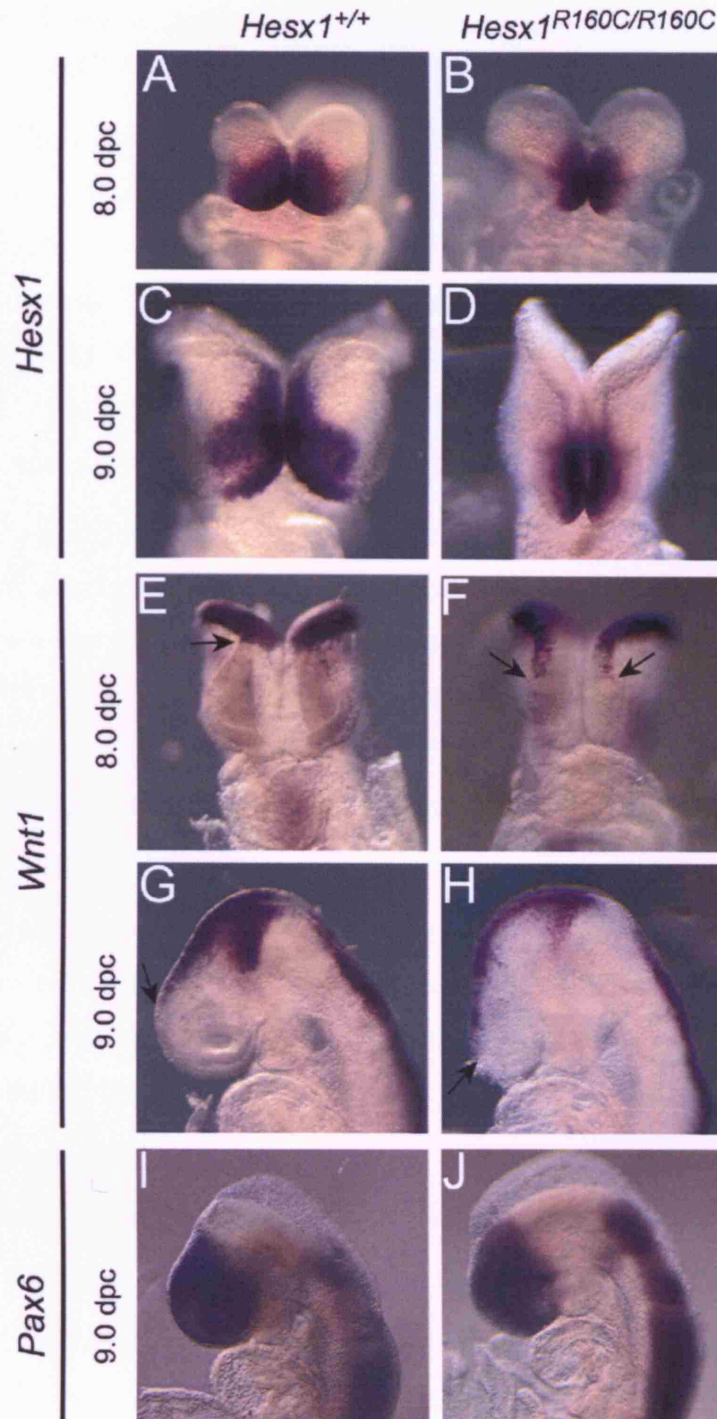 Hesx1+/+ Hesx1R160C/R160C
Hesx1
8.0 dpc
A B
9.0 dpc
C D
Wnt1
8.0 dpc
E F
9.0 dpc
G H
Pax6
9.0 dpc
I J